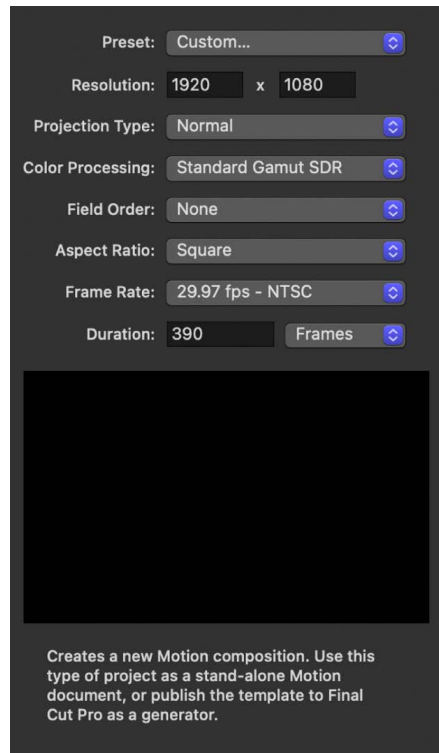 Preset: Custom...
Resolution: 1920 x 1080
Projection Type: Normal
Color Processing: Standard Gamut SDR
Field Order: None
Aspect Ratio: Square
Frame Rate: 29.97 fps - NTSC
Duration: 390 Frames
Creates a new Motion composition. Use this
type of project as a stand-alone Motion
document, or publish the template to Final
Cut Pro as a generator.